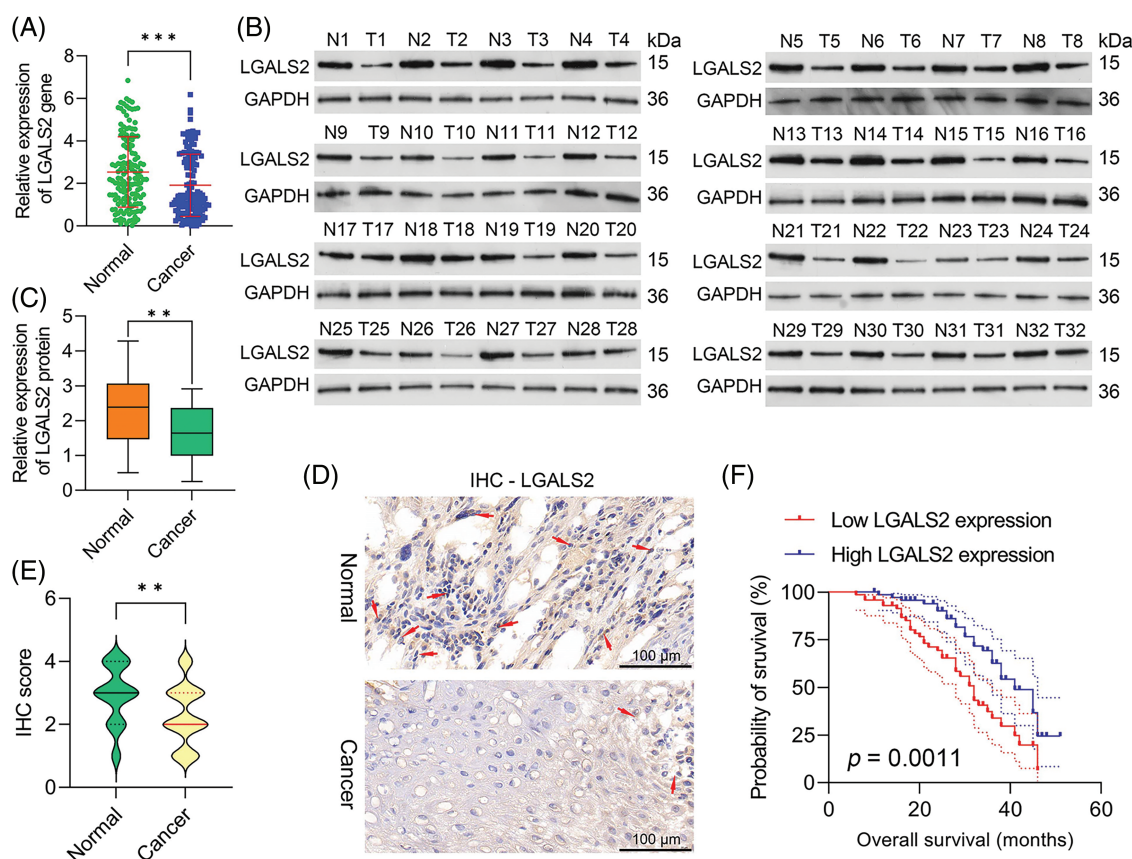 (A)
***
Relative expression
of LGALS2 gene
8
6
4
2
0
Normal
Cancer
(B)
N1 T1 N2 T2 N3 T3 N4 T4 kDa
LGALS2 15
GAPDH 36
N9 T9 N10 T10 N11 T11 N12 T12
LGALS2 15
GAPDH 36
N17 T17 N18 T18 N19 T19 N20 T20
LGALS2 15
GAPDH 36
N25 T25 N26 T26 N27 T27 N28 T28
LGALS2 15
GAPDH 36
N5 T5 N6 T6 N7 T7 N8 T8 kDa
LGALS2 15
GAPDH 36
N13 T13 N14 T14 N15 T15 N16 T16
LGALS2 15
GAPDH 36
N21 T21 N22 T22 N23 T23 N24 T24
LGALS2 15
GAPDH 36
N29 T29 N30 T30 N31 T31 N32 T32
LGALS2 15
GAPDH 36
(C)
**
Relative expression
of LGALS2 protein
5
4
3
2
1
0
Normal
Cancer
(D)
IHC - LGALS2
Normal
100 μm
Cancer
100 μm
(E)
**
IHC score
6
4
2
0
Normal
Cancer
(F)
Low LGALS2 expression
High LGALS2 expression
Probability of srurvival (%)
100
75
50
25
0
p = 0.0011
0 20 40 60
Overall survival (months)